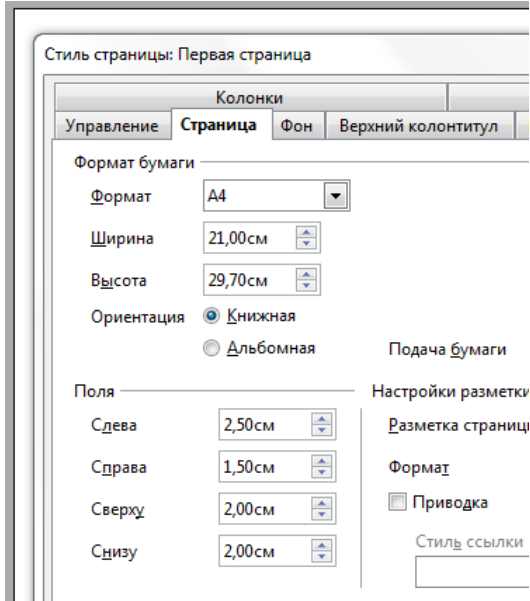 Стиль страницы: Первая страница
Колонки
Управление Страница Фон Верхний колонтитул
Формат бумаги
Формат A4
Ширина 21,00см
Высота 29,70см
Ориентация Книжная
Альбомная Подача бумаги
Поля Настройки разметки
Слева 2,50см Разметка страниц
Справа 1,50см Формат
Сверху 2,00см Приводка
Снизу 2,00см Стиль ссылки